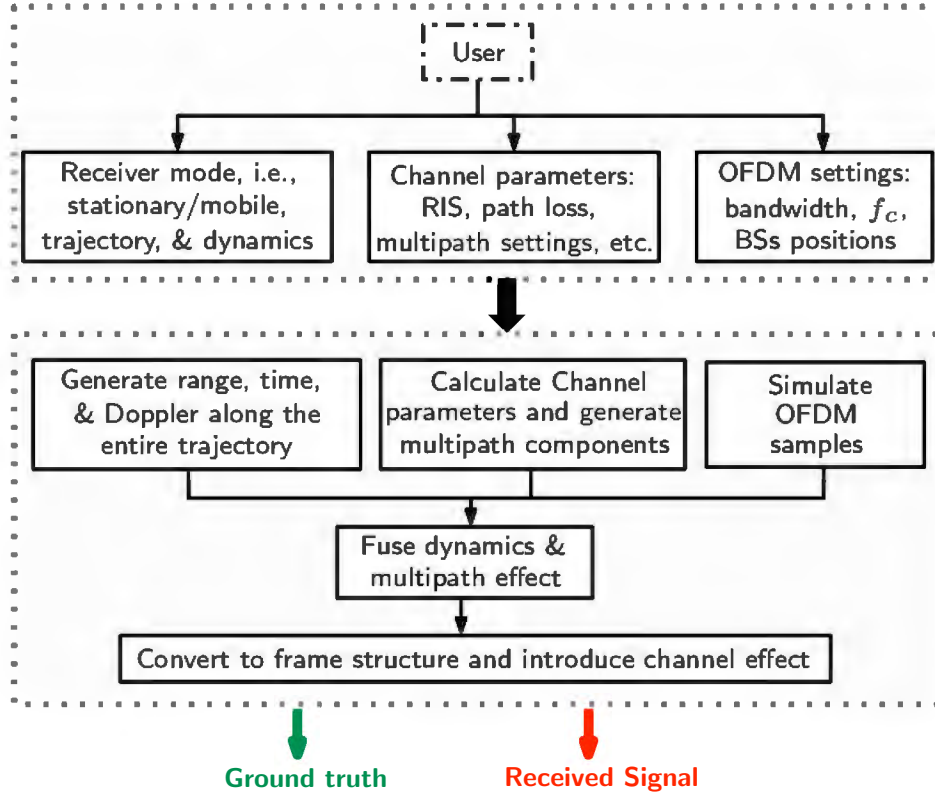 User
Receiver mode, i.e.,
stationary/mobile,
trajectory, & dynamics
Channel parameters:
RIS, path loss,
multipath settings, etc.
OFDM settings:
bandwidth, f_c,
BSs positions
Generate range, time,
& Doppler along the
entire trajectory
Calculate Channel
parameters and generate
multipath components
Simulate
OFDM
samples
Fuse dynamics &
multipath effect
Convert to frame structure and introduce channel effect
Ground truth
Received Signal